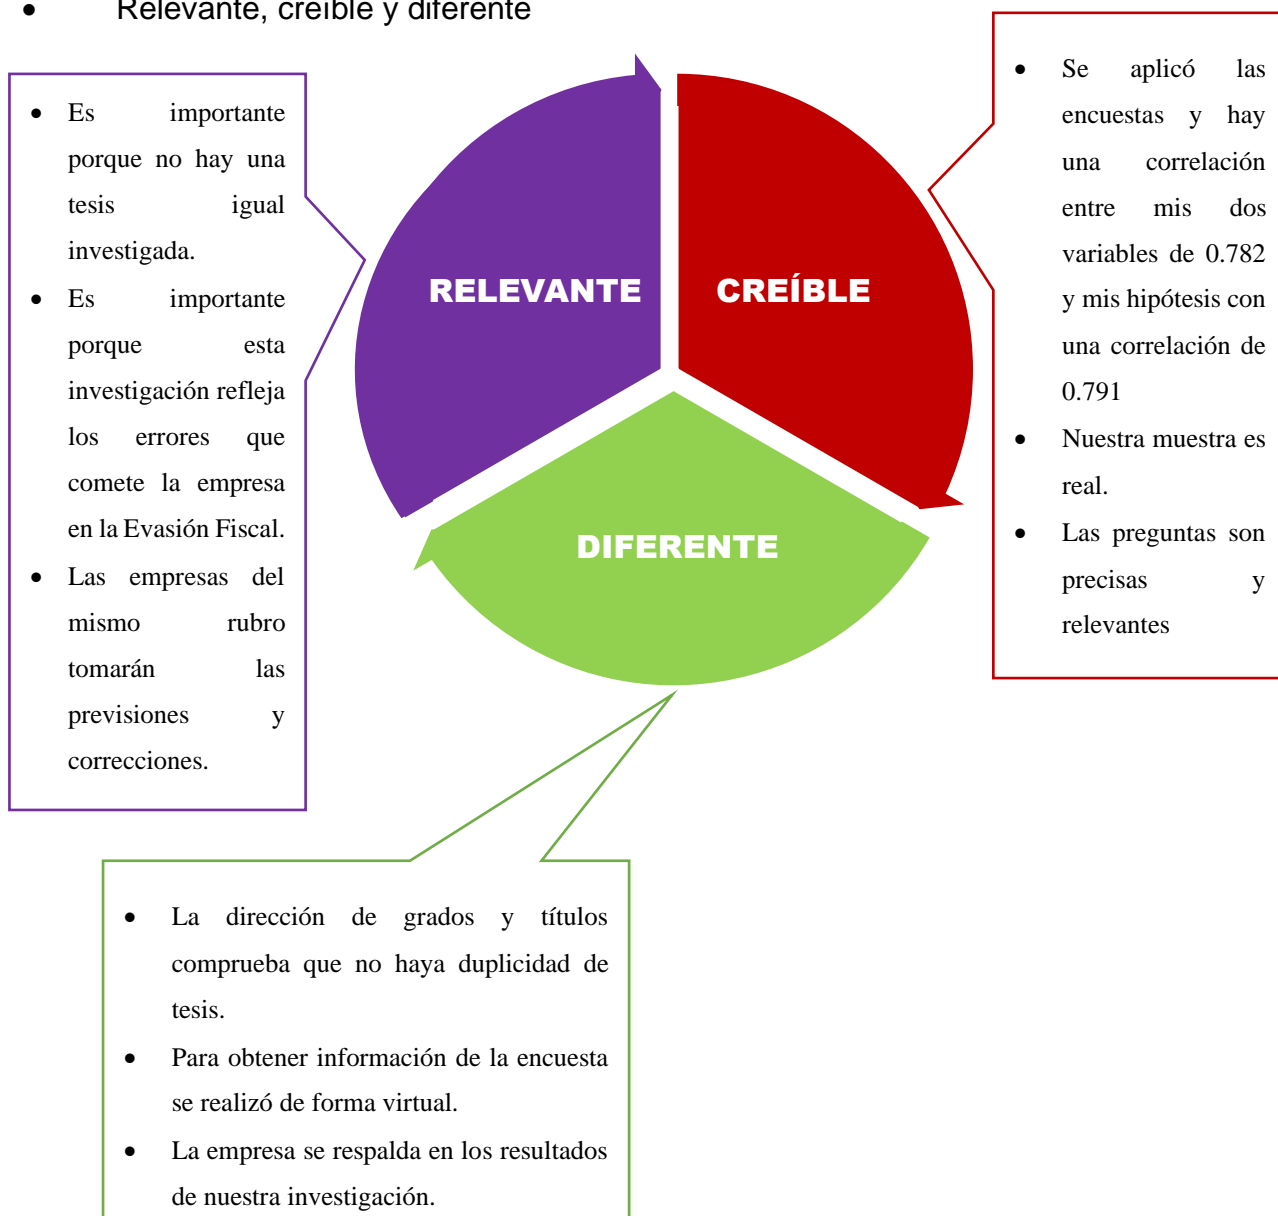 • Relevante, creíble y diferente
• Es importante
porque no hay una
tesis igual
investigada.
• Es importante
porque esta
investigación refleja
los errores que
comete la empresa
en la Evasión Fiscal.
• Las empresas del
mismo rubro
tomarán las
previsiones y
correcciones.
RELEVANTE
CREÍBLE
DIFERENTE
• Se aplicó las
encuestas y hay
una correlación
entre mis dos
variables de 0.782
y mis hipótesis con
una correlación de
0.791
• Nuestra muestra es
real.
• Las preguntas son
precisas y
relevantes
• La dirección de grados y títulos
comprueba que no haya duplicidad de
tesis.
• Para obtener información de la encuesta
se realizó de forma virtual.
• La empresa se respalda en los resultados
de nuestra investigación.